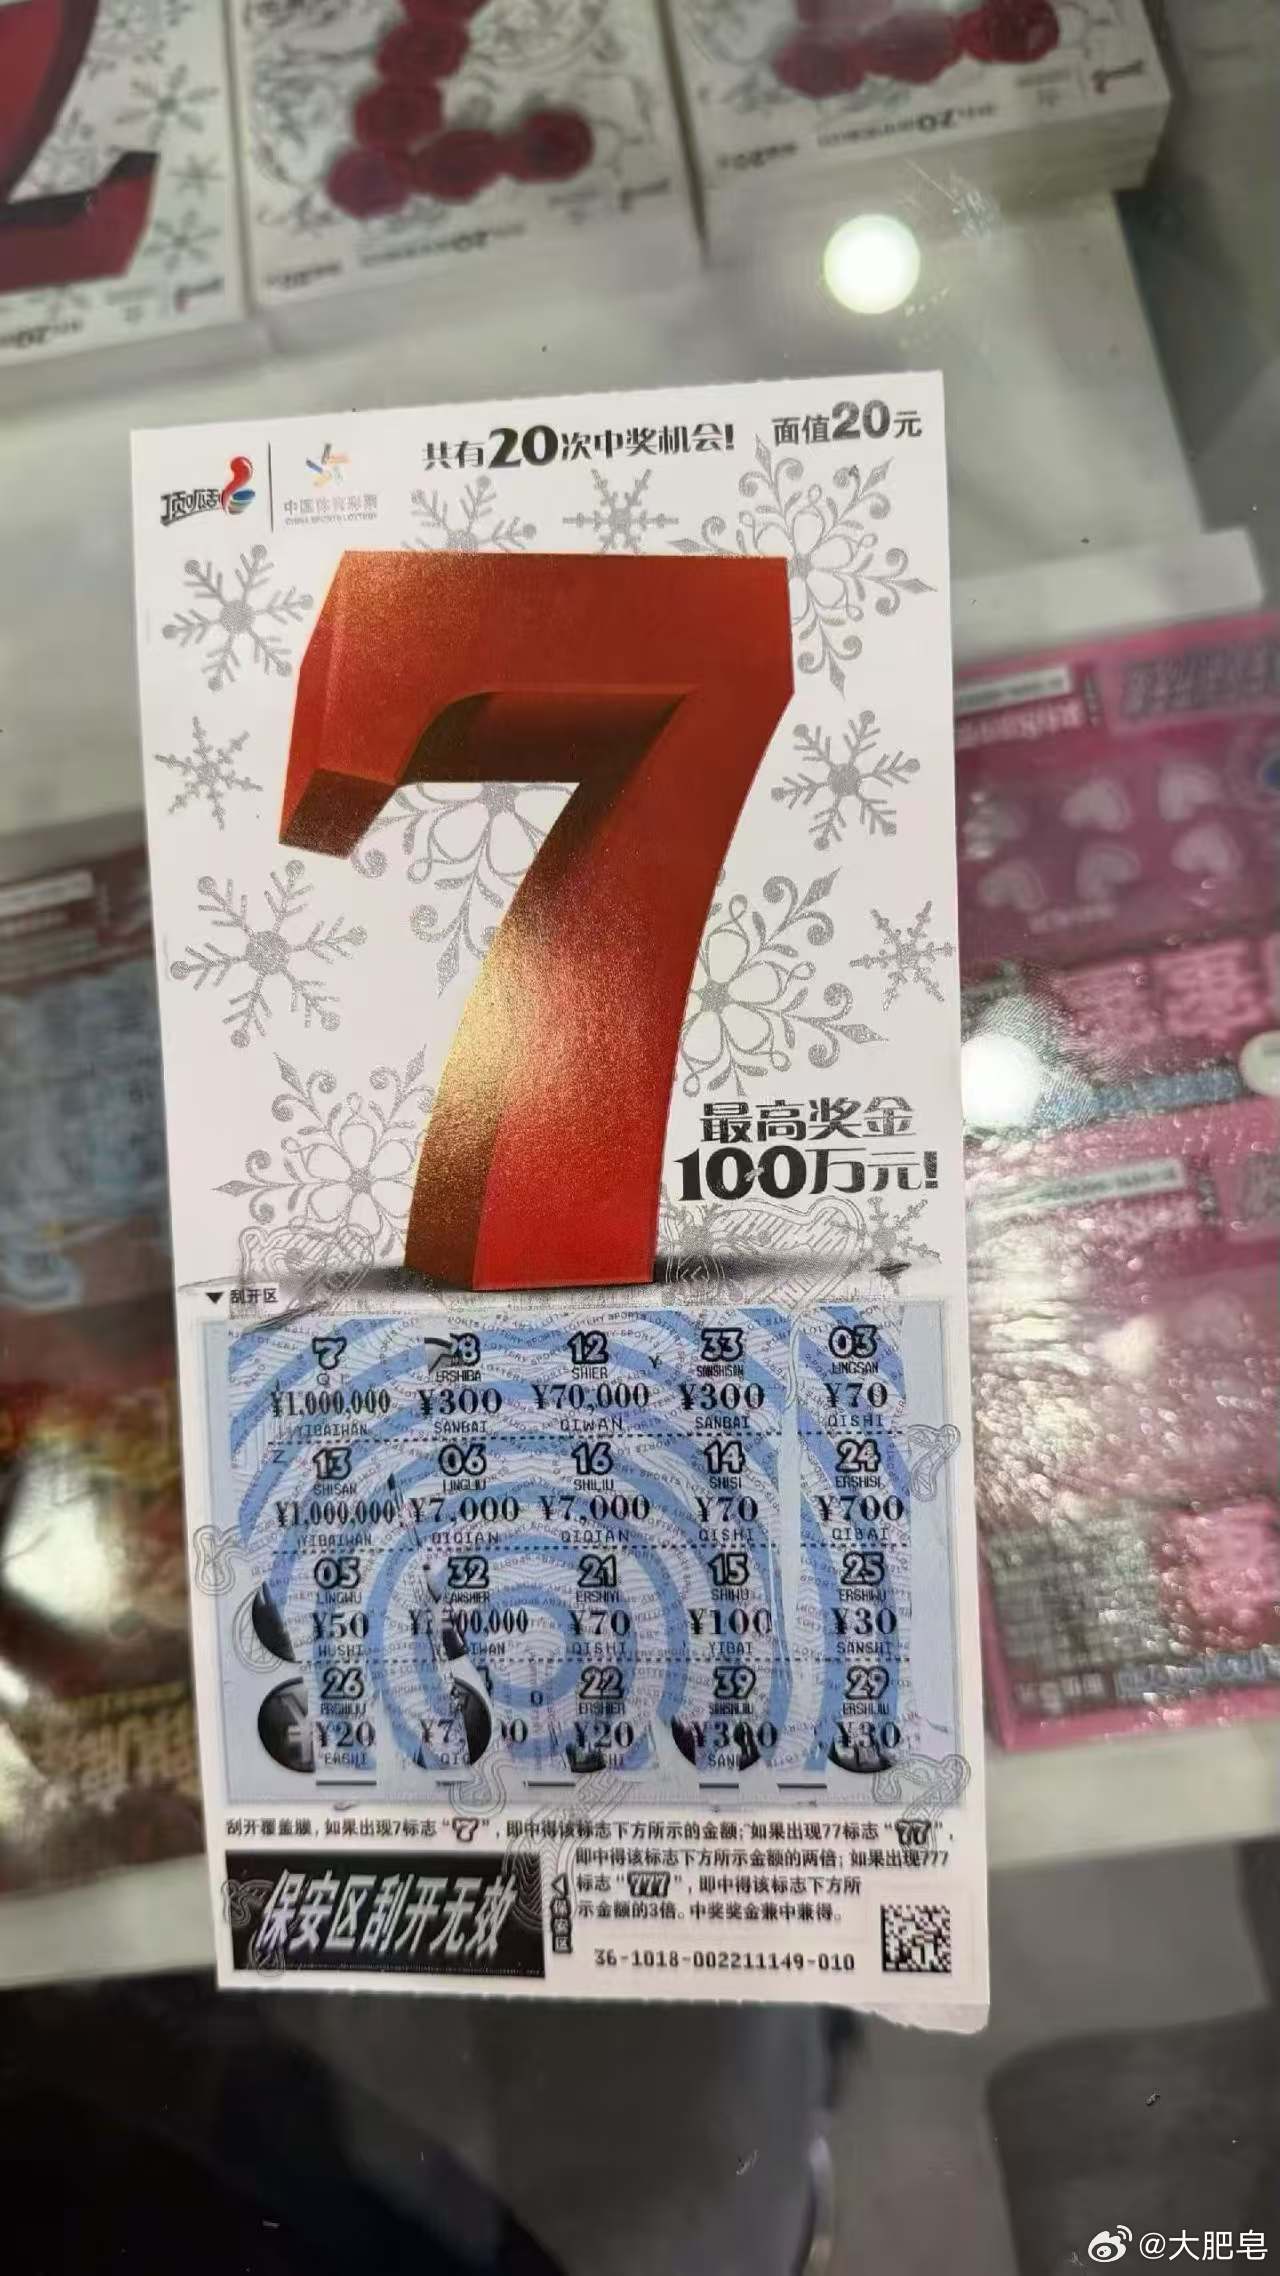 顶呱刮
中国体育彩票
CHINA SPORTS LOTTERY
共有20次中奖机会!
面值20元
最高奖金
100万元!
▼刮开区
7 28 12 33 03
QI ERSHIBA SHIER SANSHISAN LINGSAN
¥1,000,000 ¥300 ¥70,000 ¥300 ¥70
YIBAIWAN SANBAI QIWAN SANBAI QISHI
13 06 16 14 24
SHISAN LINGLIU SHILIU SHISI ERSHISI
¥1,000,000 ¥7,000 ¥7,000 ¥70 ¥700
YIBAIWAN QIQIAN QIQIAN QISHI QIBAI
05 32 21 15 25
LINGWU SANSHIER ERSHIYI SHIWU ERSHIWU
¥50 ¥70 ¥100 ¥30
WUSHI QISHI YIBAI SANSHI
26 22 39 29
ERSHILIU ERSHIER SANSHIJIU ERSHIJIU
¥20 ¥20 ¥300 ¥30
ERSHI
刮开覆盖膜,如果出现7标志“7”,即中得该标志下方所示的金额;如果出现77标志“77”,
即中得该标志下方所示金额的两倍;如果出现777
标志“777”,即中得该标志下方所
示金额的3倍。中奖奖金兼中兼得。
保安区刮开无效
◁保安区
36-1018-002211149-010
@大肥皂